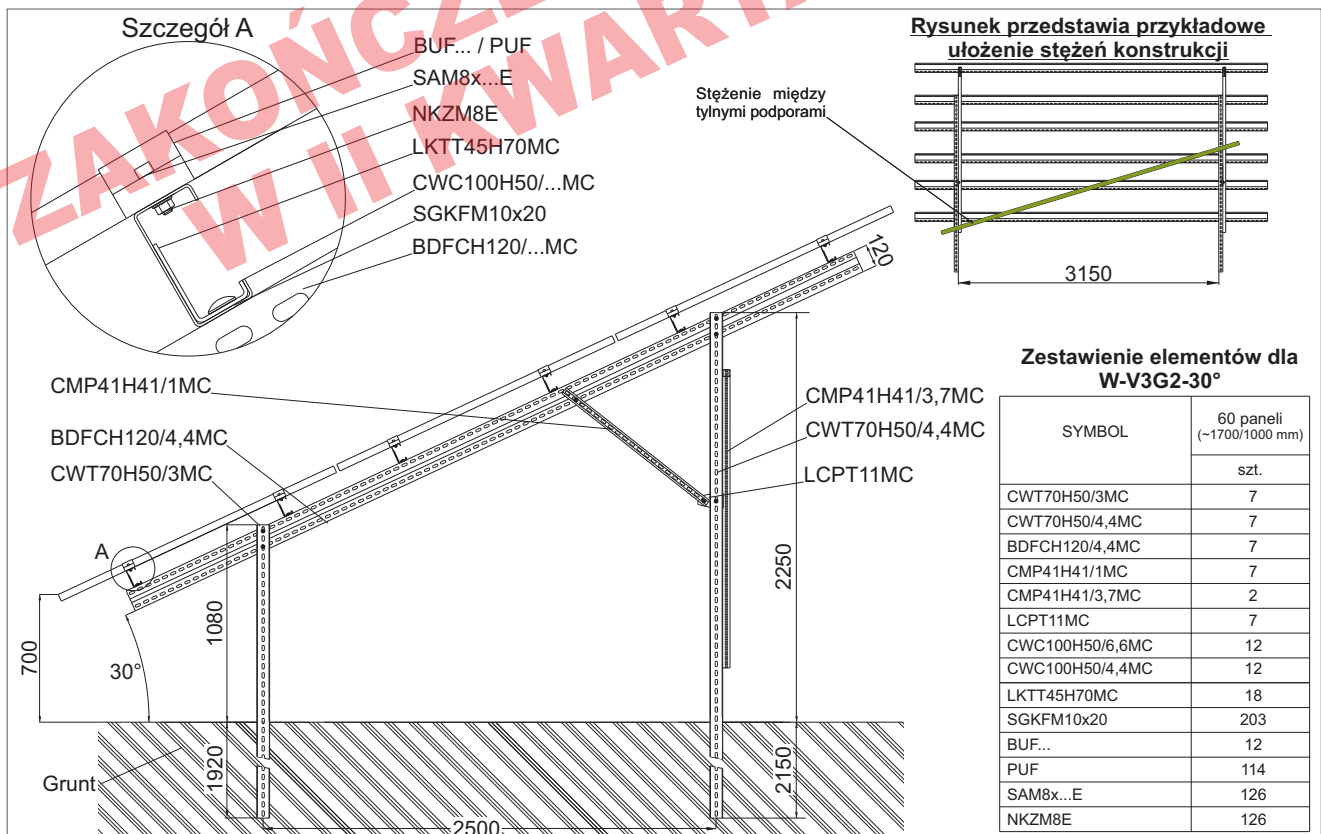 Szczegół A
BUF... / PUF
SAM8x...E
NKZM8E
LKTT45H70MC
CWC100H50/...MC
SGKFM10x20
BDFCH120/...MC
ZAKOŃCZE
W II KWARTA
Rysunek przedstawia przykładowe
ułożenie stężeń konstrukcji
Stężenie między
tylnymi podporami
3150
120
CMP41H41/1MC
BDFCH120/4,4MC
CWT70H50/3MC
CMP41H41/3,7MC
CWT70H50/4,4MC
LCPT11MC
A
700
30°
1080
2250
1920
2150
Grunt
2500
Zestawienie elementów dla
W-V3G2-30°
SYMBOL
60 paneli
(~1700/1000 mm)
szt.
CWT70H50/3MC 7
CWT70H50/4,4MC 7
BDFCH120/4,4MC 7
CMP41H41/1MC 7
CMP41H41/3,7MC 2
LCPT11MC 7
CWC100H50/6,6MC 12
CWC100H50/4,4MC 12
LKTT45H70MC 18
SGKFM10x20 203
BUF... 12
PUF 114
SAM8x...E 126
NKZM8E 126